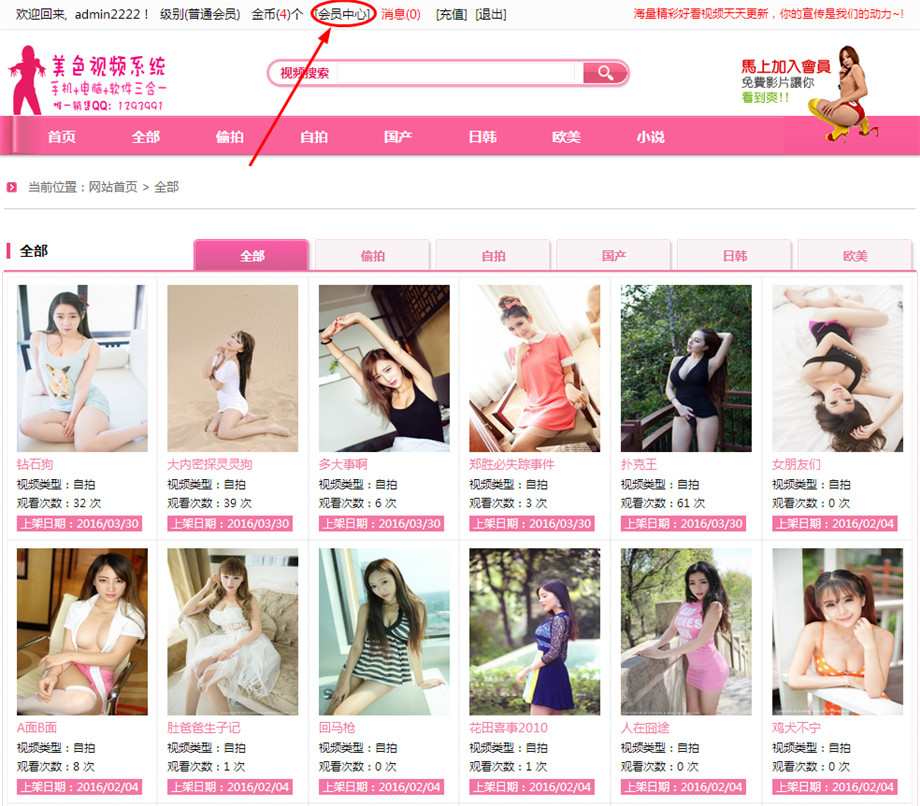 欢迎回来, admin2222！ 级别(普通会员) 金币(4)个 [会员中心] 消息(0) [充值] [退出] 海量精彩好看视频天天更新，你的宣传是我们的动力~!
美色视频系统
手机+电脑+软件三合一
唯一销售QQ：1293991
视频搜索
馬上加入會員
免費影片讓你
看到爽!!
首页 全部 偷拍 自拍 国产 日韩 欧美 小说
当前位置：网站首页 > 全部
全部 全部 偷拍 自拍 国产 日韩 欧美
钻石狗 大内密探灵灵狗 多大事啊 郑胜必失踪事件 扑克王 女朋友们
视频类型：自拍 视频类型：自拍 视频类型：自拍 视频类型：自拍 视频类型：自拍 视频类型：自拍
观看次数：32 次 观看次数：39 次 观看次数：6 次 观看次数：3 次 观看次数：61 次 观看次数：0 次
上架日期：2016/03/30 上架日期：2016/03/30 上架日期：2016/03/30 上架日期：2016/03/30 上架日期：2016/03/30 上架日期：2016/02/04
A面B面 肚爸爸生子记 回马枪 花田喜事2010 人在囧途 鸡犬不宁
视频类型：自拍 视频类型：自拍 视频类型：自拍 视频类型：自拍 视频类型：自拍 视频类型：自拍
观看次数：8 次 观看次数：1 次 观看次数：0 次 观看次数：1 次 观看次数：0 次 观看次数：0 次
上架日期：2016/02/04 上架日期：2016/02/04 上架日期：2016/02/04 上架日期：2016/02/04 上架日期：2016/02/04 上架日期：2016/02/04